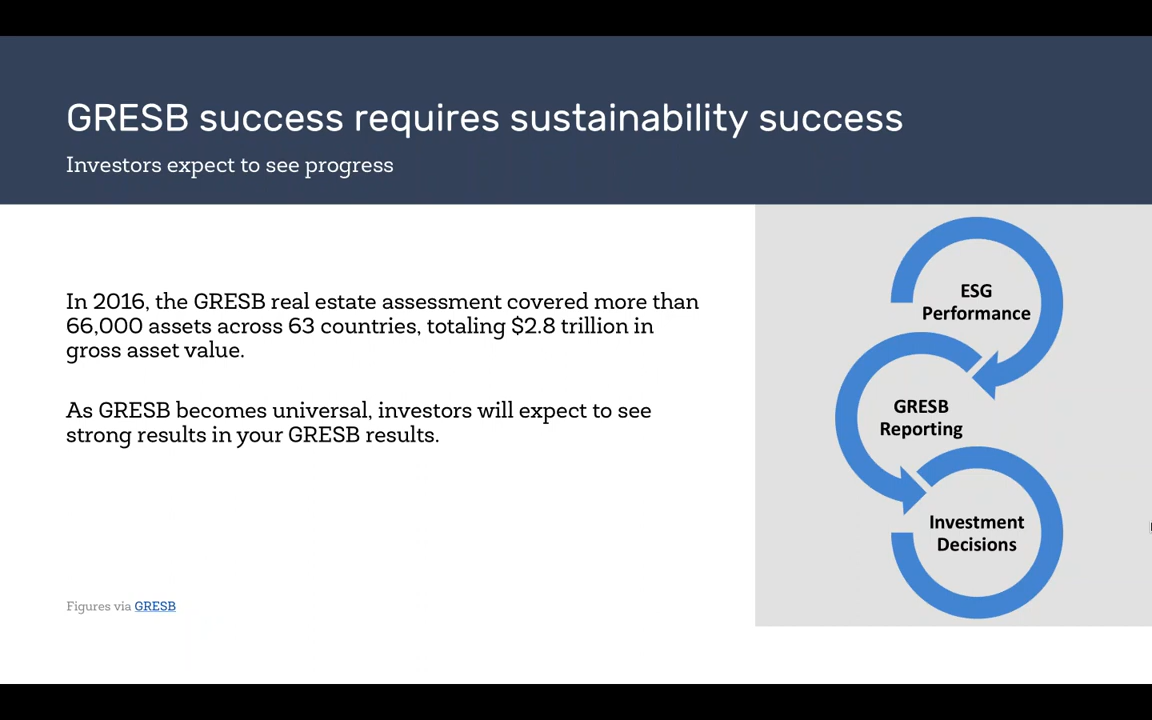 GRESB success requires sustainability success
Investors expect to see progress
In 2016, the GRESB real estate assessment covered more than
66,000 assets across 63 countries, totaling $2.8 trillion in
gross asset value.
As GRESB becomes universal, investors will expect to see
strong results in your GRESB results.
Figures via GRESB
ESG
Performance
GRESB
Reporting
Investment
Decisions